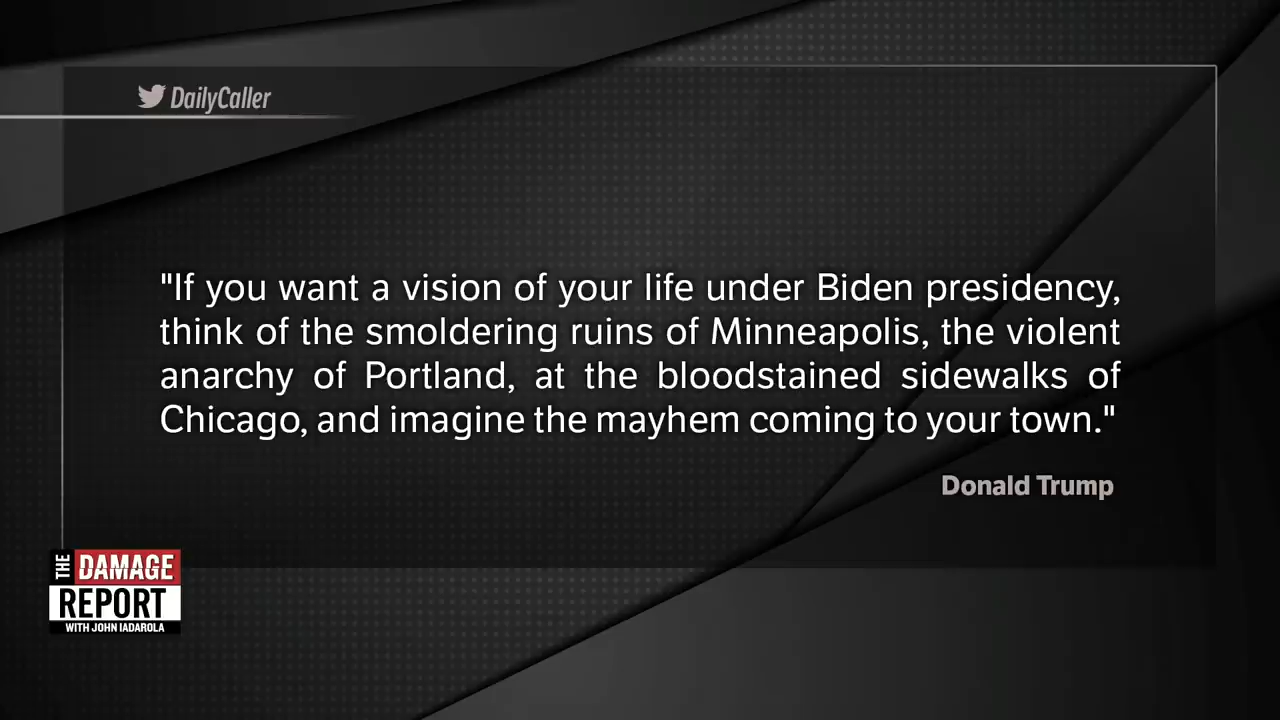 DailyCaller
"If you want a vision of your life under Biden presidency,
think of the smoldering ruins of Minneapolis, the violent
anarchy of Portland, at the bloodstained sidewalks of
Chicago, and imagine the mayhem coming to your town."
Donald Trump
THE DAMAGE
REPORT
WITH JOHN IADAROLA